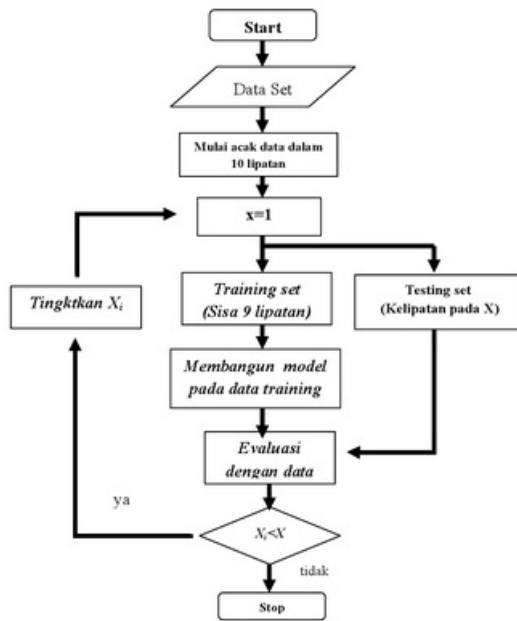 Start
Data Set
Mulai acak data dalam
10 lipatan
x=1
Tingktkan Xi
Training set
(Sisa 9 lipatan)
Testing set
(Kelipatan pada X)
Membangun model
pada data training
Evaluasi
dengan data
ya
Xi<X
tidak
Stop